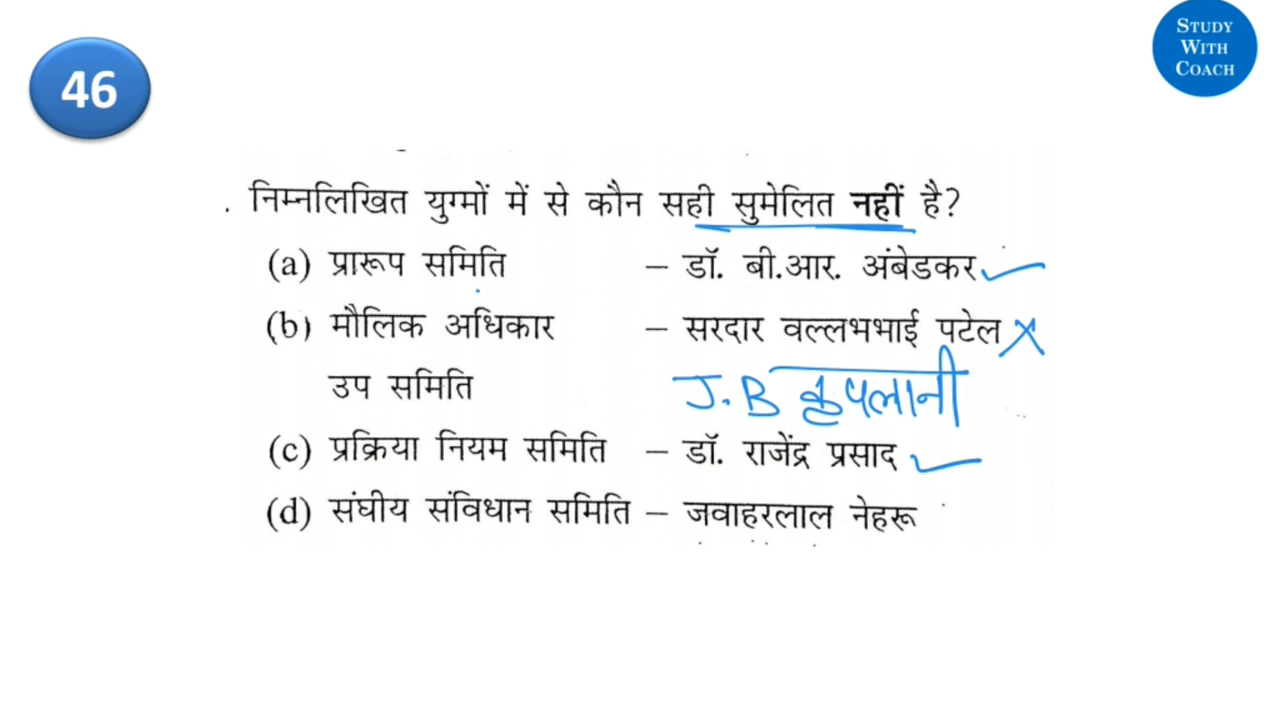 46
STUDY
WITH
COACH
निम्नलिखित युग्मों में से कौन सही सुमेलित नहीं है?
(a) प्रारूप समिति – डॉ. बी.आर. अंबेडकर
(b) मौलिक अधिकार – सरदार वल्लभभाई पटेल
उप समिति J.B कृपलानी
(c) प्रक्रिया नियम समिति – डॉ. राजेंद्र प्रसाद
(d) संघीय संविधान समिति – जवाहरलाल नेहरू